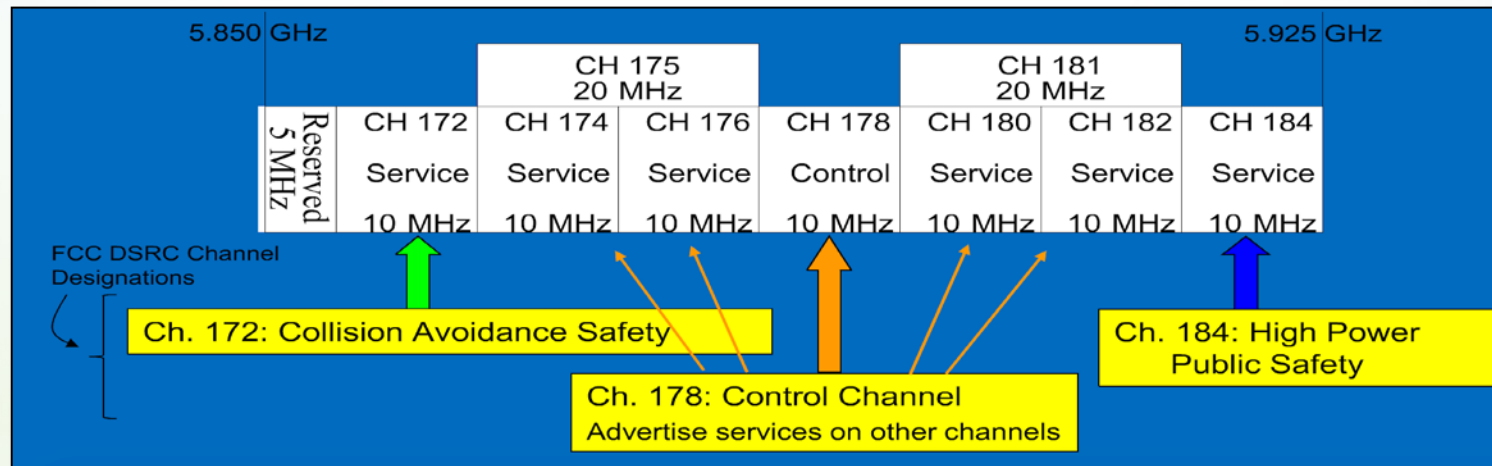 5.850 GHz
5.925 GHz
CH 175
20 MHz
CH 181
20 MHz
Reserved
5 MHz
CH 172
Service
10 MHz
CH 174
Service
10 MHz
CH 176
Service
10 MHz
CH 178
Control
10 MHz
CH 180
Service
10 MHz
CH 182
Service
10 MHz
CH 184
Service
10 MHz
FCC DSRC Channel
Designations
Ch. 172: Collision Avoidance Safety
Ch. 178: Control Channel
Advertise services on other channels
Ch. 184: High Power
Public Safety